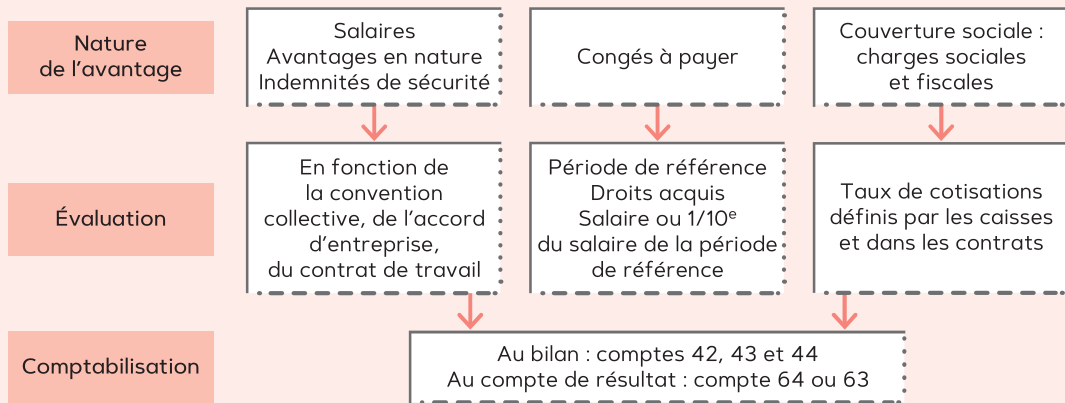 Nature
de l'avantage
Salaires
Avantages en nature
Indemnités de sécurité
Congés à payer
Couverture sociale :
charges sociales
et fiscales
Évaluation
En fonction de
la convention
collective, de l'accord
d'entreprise,
du contrat de travail
Période de référence
Droits acquis
Salaire ou 1/10ᵉ
du salaire de la période
de référence
Taux de cotisations
définis par les caisses
et dans les contrats
Comptabilisation
Au bilan : comptes 42, 43 et 44
Au compte de résultat : compte 64 ou 63